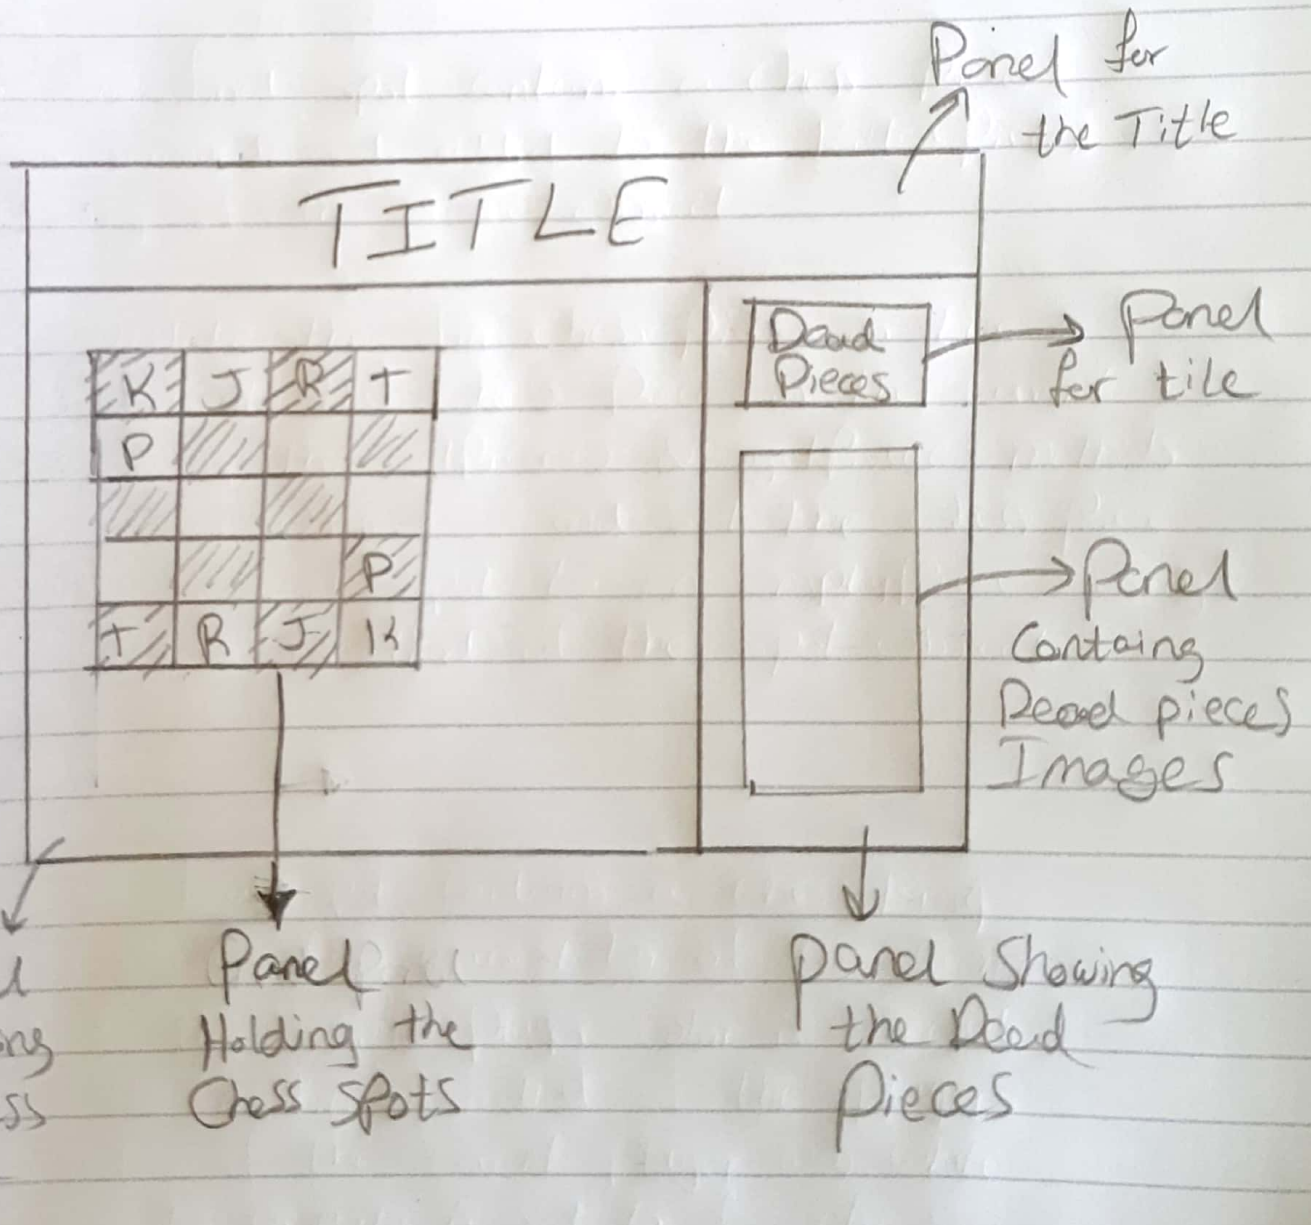 Panel for
the Title
TITLE
Dead
Pieces
Panel
for tile
K J R T
P
P
T R J K
Panel
Containg
Dead pieces
Images
Panel
Holding the
Chess spots
panel Showing
the Dead
Pieces